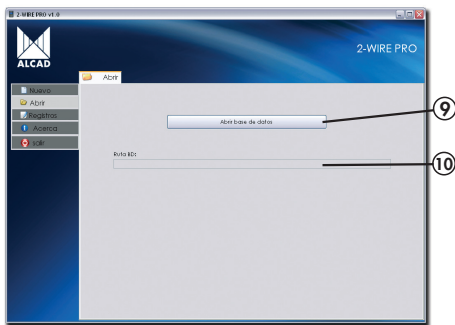 2-WIRE PRO v1.0
ALCAD
2-WIRE PRO
Abrir
Nuevo
Abrir
Registros
Acerca
salir
Abrir base de datos
Ruta BD:
9
10